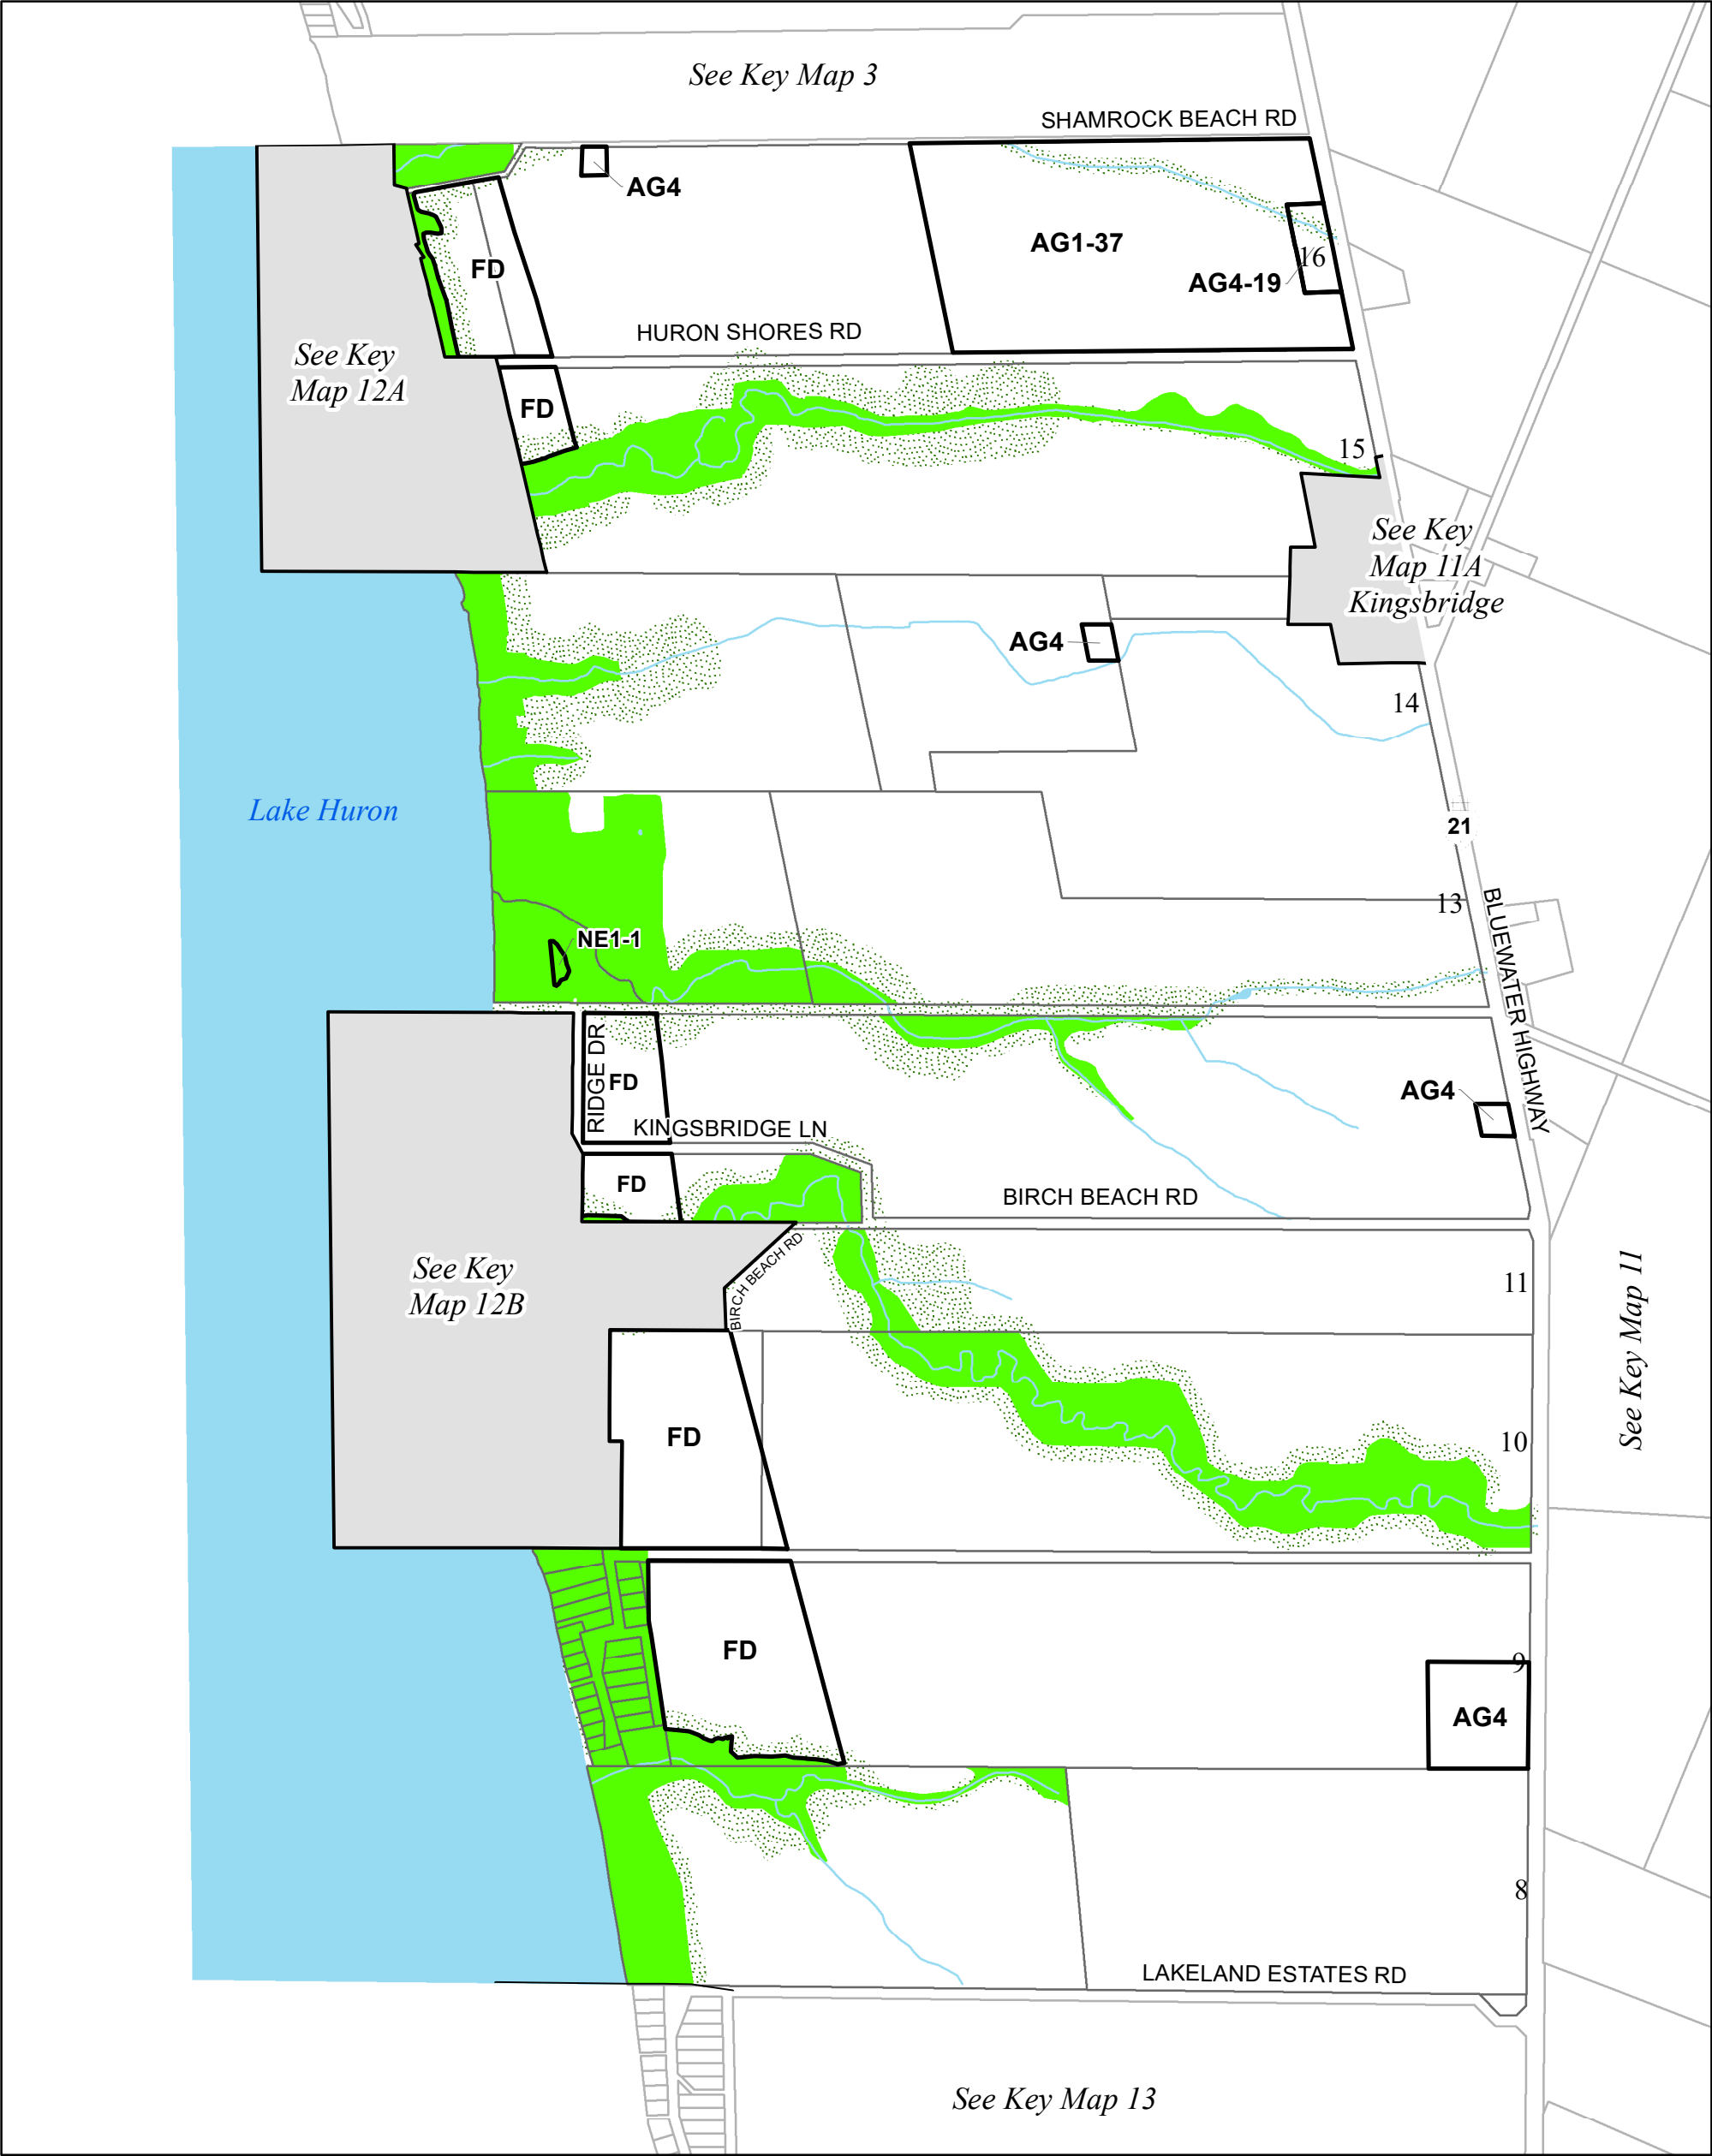 See Key Map 3
SHAMROCK BEACH RD
AG4
AG1-37
16
AG4-19
FD
HURON SHORES RD
See Key
Map 12A
FD
15
See Key
Map 11A
Kingsbridge
AG4
14
Lake Huron
21
13
BLUEWATER HIGHWAY
NE1-1
RIDGE DR
FD
AG4
KINGSBRIDGE LN
FD
BIRCH BEACH RD
See Key
Map 12B
BIRCH BEACH RD
11
See Key Map 11
FD
10
FD
9
AG4
8
LAKELAND ESTATES RD
See Key Map 13